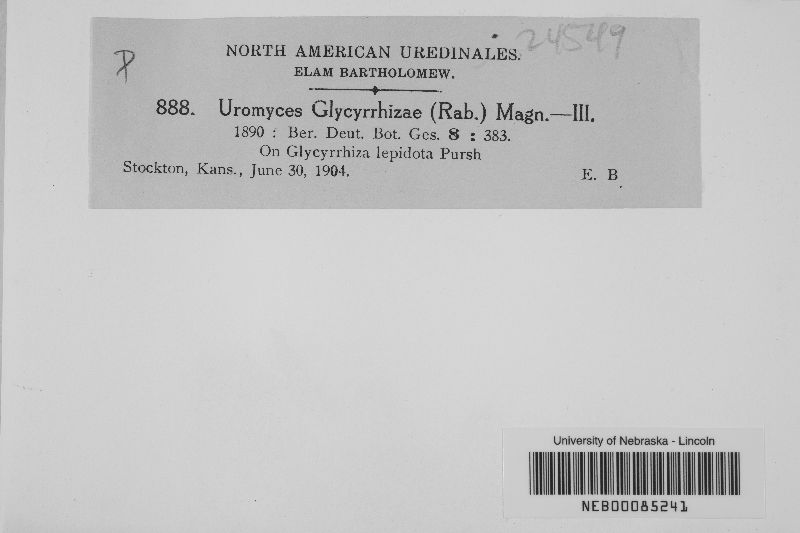 P
24549
NORTH AMERICAN UREDINALES.
ELAM BARTHOLOMEW.
888. Uromyces Glycyrrhizae (Rab.) Magn.—III.
1890 : Ber. Deut. Bot. Ges. 8 : 383.
On Glycyrrhiza lepidota Pursh
Stockton, Kans., June 30, 1904. E. B
University of Nebraska - Lincoln
NEB00085241